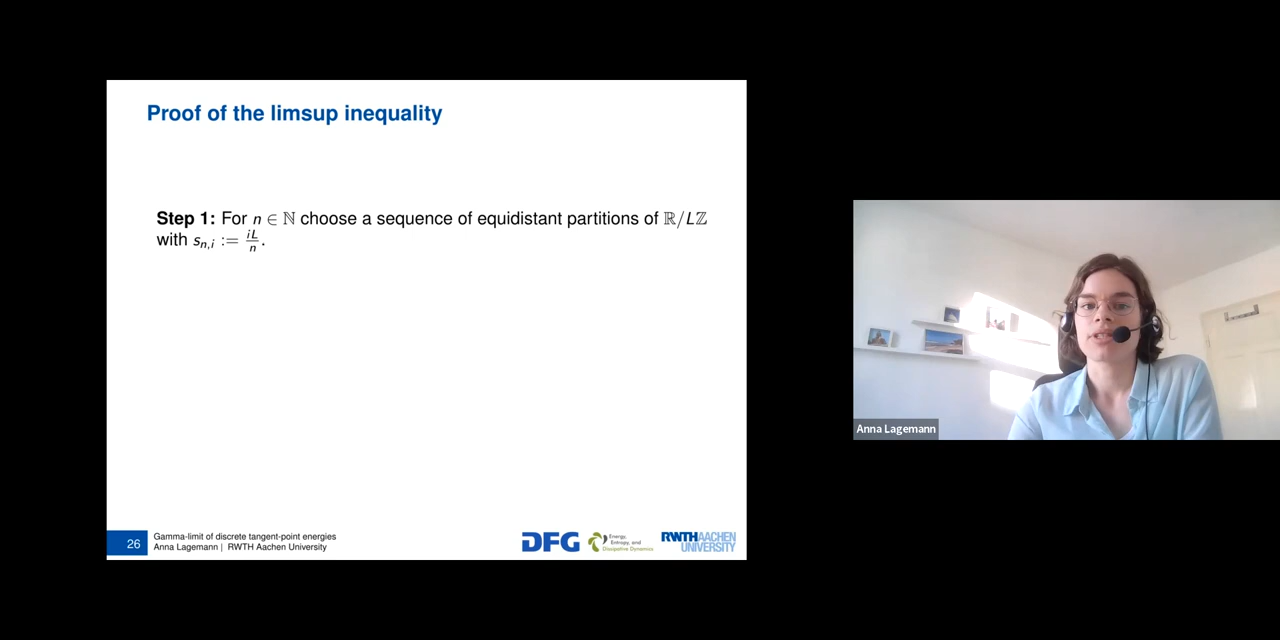 Proof of the limsup inequality
Step 1: For n ∈ ℕ choose a sequence of equidistant partitions of ℝ/Lℤ
with s_{n,i} := iL/n.
26
Gamma-limit of discrete tangent-point energies
Anna Lagemann | RWTH Aachen University
DFG
Energy,
Entropy, and
Dissipative Dynamics
RWTHAACHEN
UNIVERSITY
Anna Lagemann